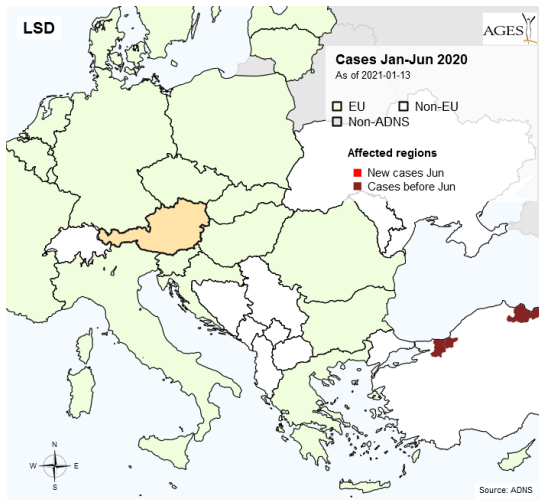 LSD
AGES
Cases Jan-Jun 2020
As of 2021-01-13
EU Non-EU
Non-ADNS
Affected regions
New cases Jun
Cases before Jun
N
W E
S
Source: ADNS